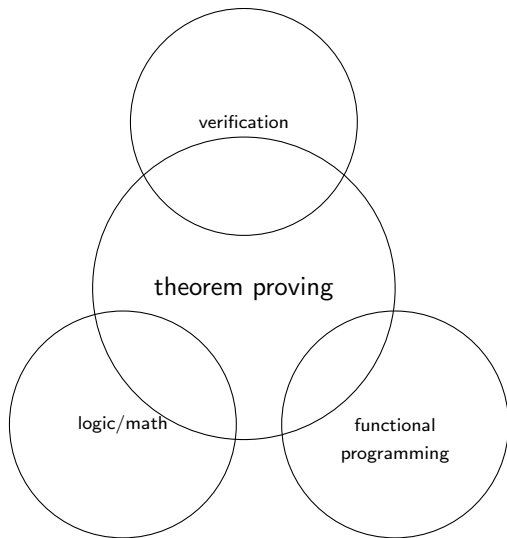 verification
theorem proving
logic/math
functional
programming